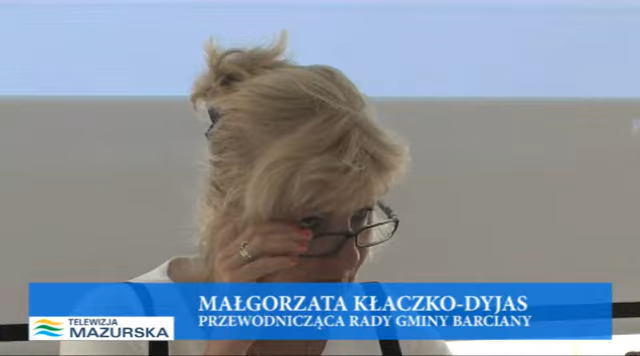 MAŁGORZATA KŁACZKO-DYJAS
PRZEWODNICZĄCA RADY GMINY BARCIANY
TELEWIZJA
MAZURSKA